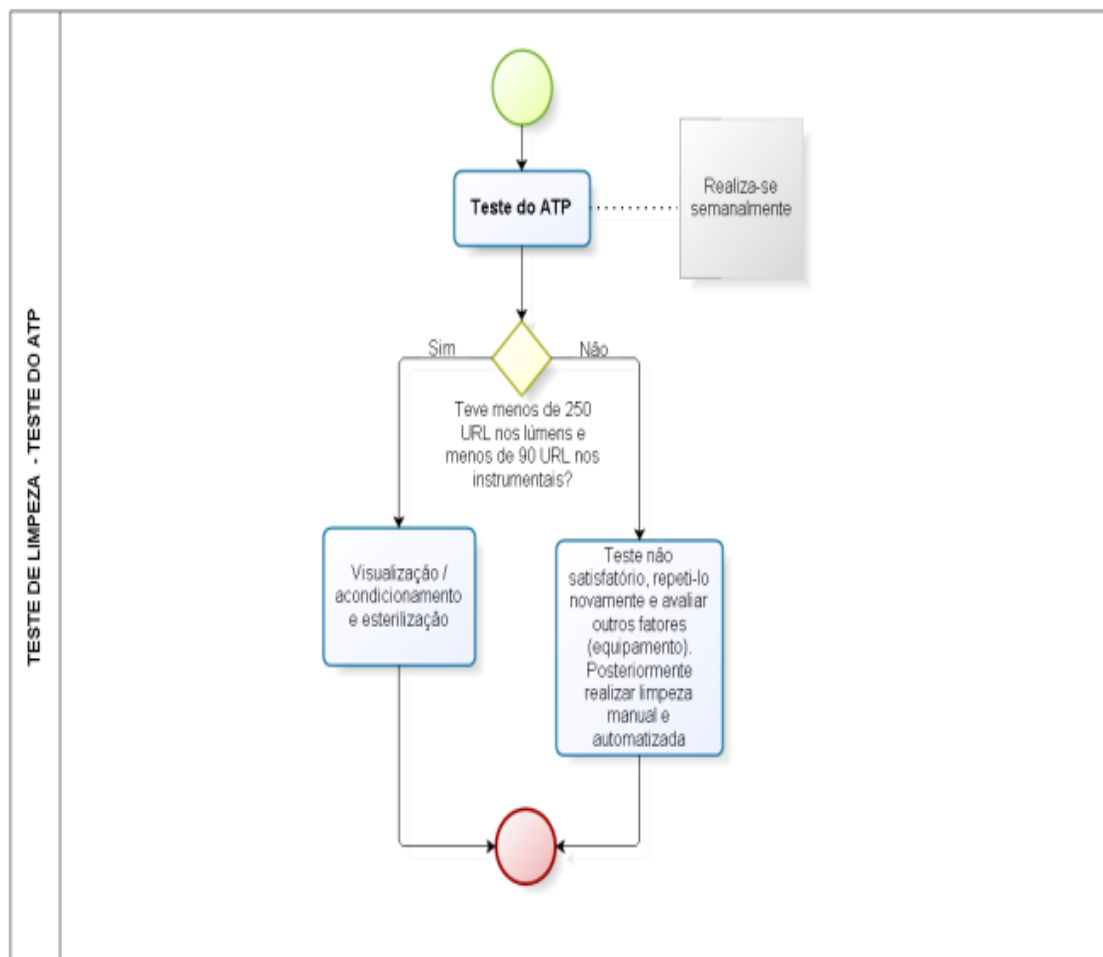 TESTE DE LIMPEZA - TESTE DO ATP
Teste do ATP
Realiza-se
semanalmente
Sim
Não
Teve menos de 250
URL nos lúmens e
menos de 90 URL nos
instrumentais?
Visualização /
acondicionamento
e esterilização
Teste não
satisfatório, repeti-lo
novamente e avaliar
outros fatores
(equipamento).
Posteriormente
realizar limpeza
manual e
automatizada